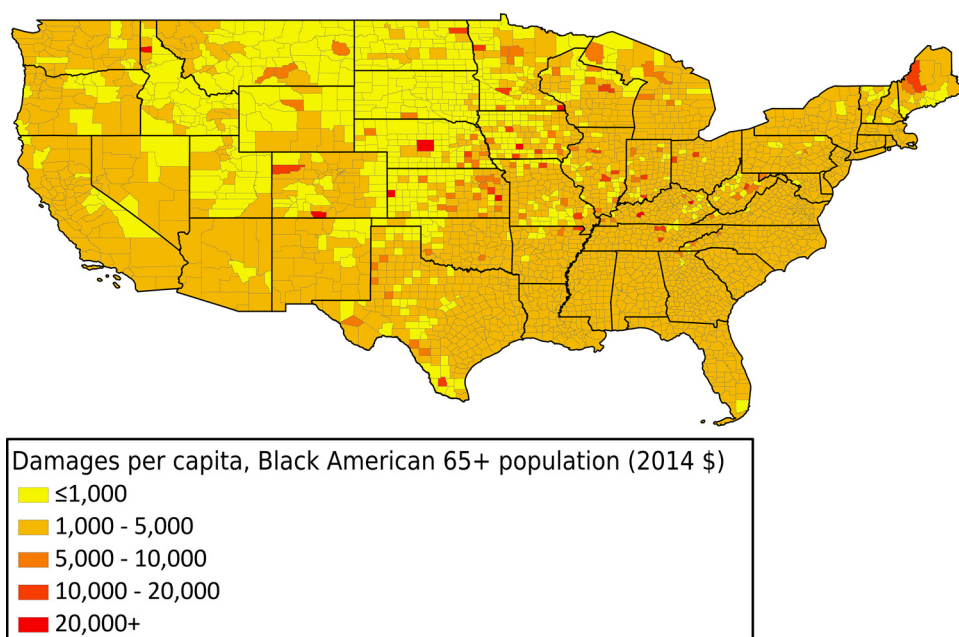 Damages per capita, Black American 65+ population (2014 $)
≤1,000
1,000 - 5,000
5,000 - 10,000
10,000 - 20,000
20,000+